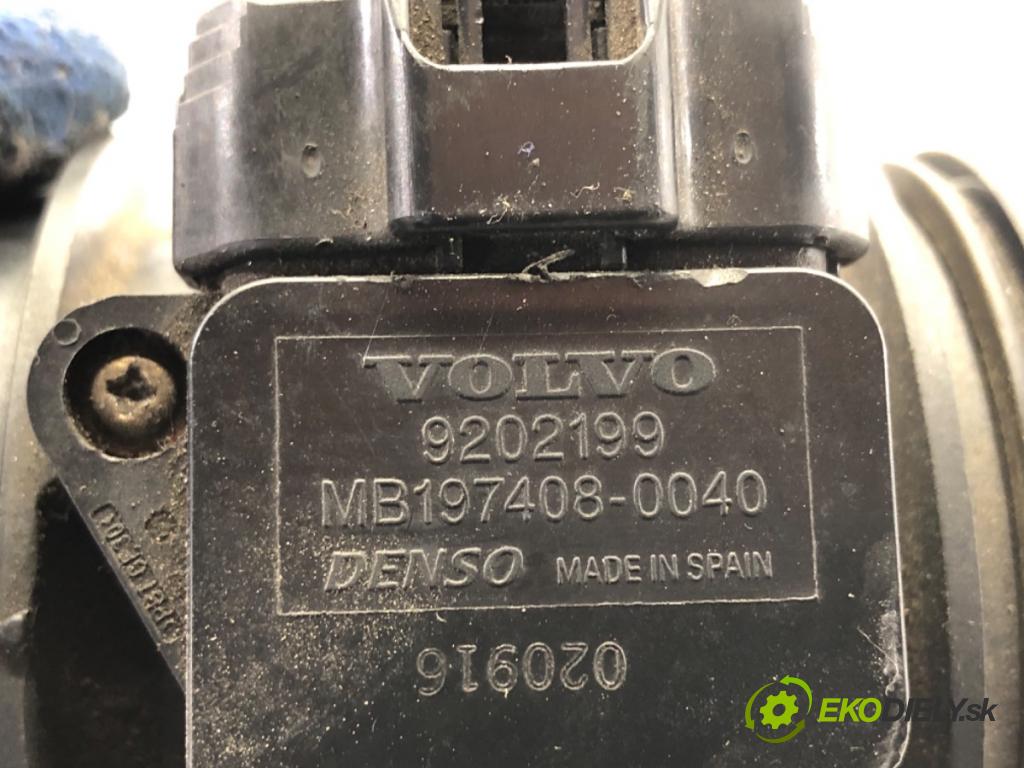 VOLVO
9202199
MB197408-0040
DENSO MADE IN SPAIN
020916
EKODIELY.sk